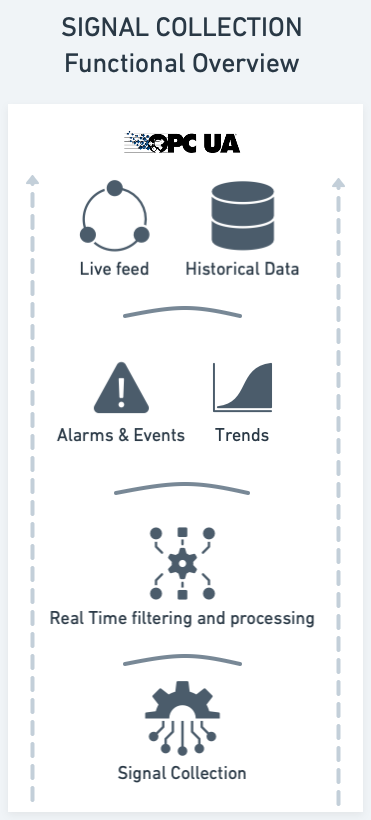 SIGNAL COLLECTION
Functional Overview
OPC UA
Live feed
Historical Data
Alarms & Events
Trends
Real Time filtering and processing
Signal Collection